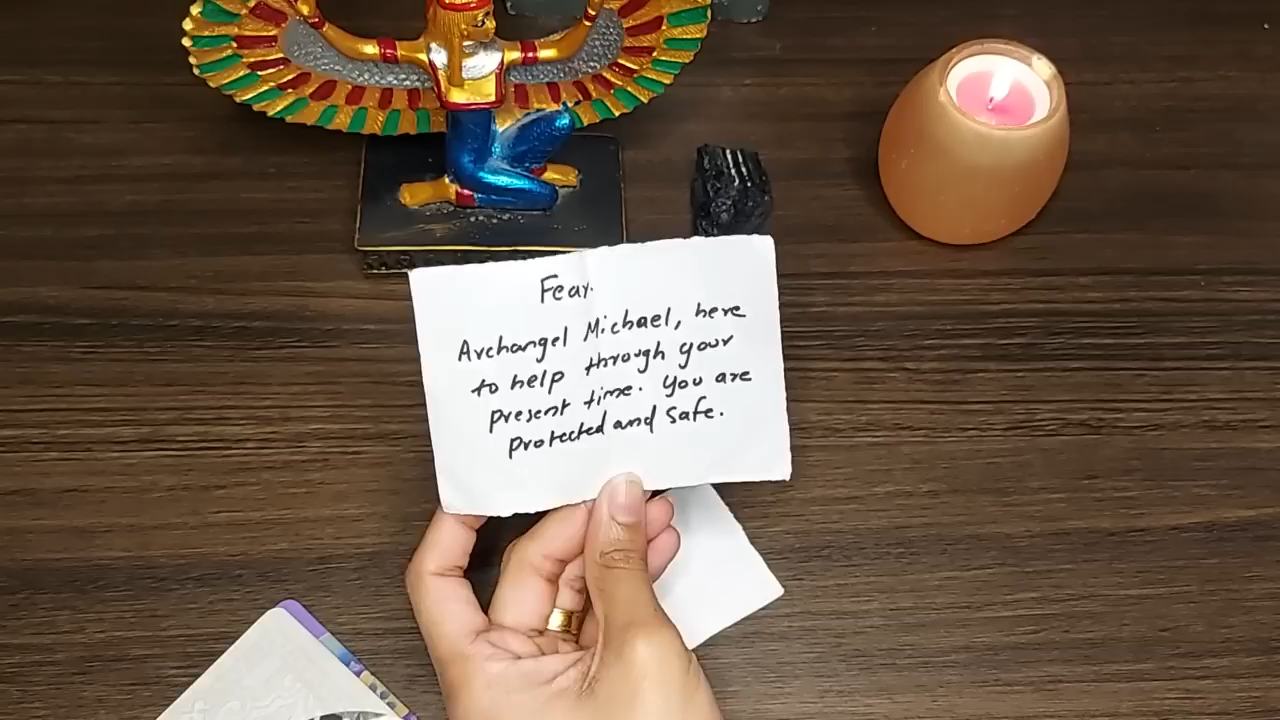 Fear.
Archangel Michael, here
to help through your
present time. You are
Protected and Safe.